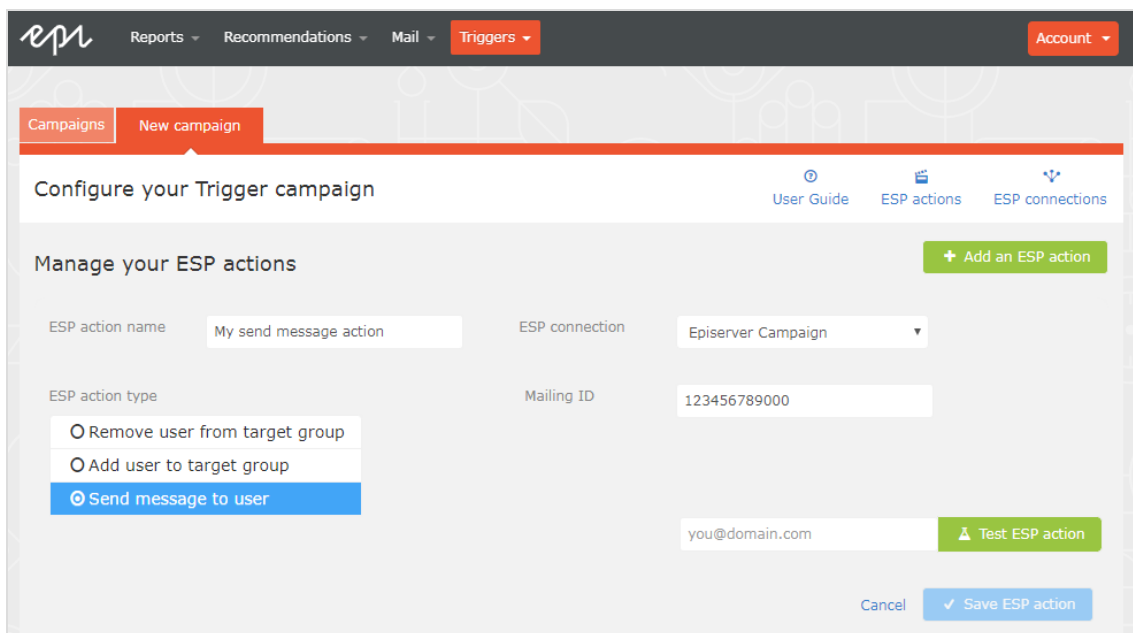 epi Reports Recommendations Mail Triggers Account
Campaigns New campaign
Configure your Trigger campaign
User Guide ESP actions ESP connections
Manage your ESP actions
+ Add an ESP action
ESP action name My send message action ESP connection Episerver Campaign
ESP action type Mailing ID 123456789000
Remove user from target group
Add user to target group
Send message to user
you@domain.com Test ESP action
Cancel Save ESP action